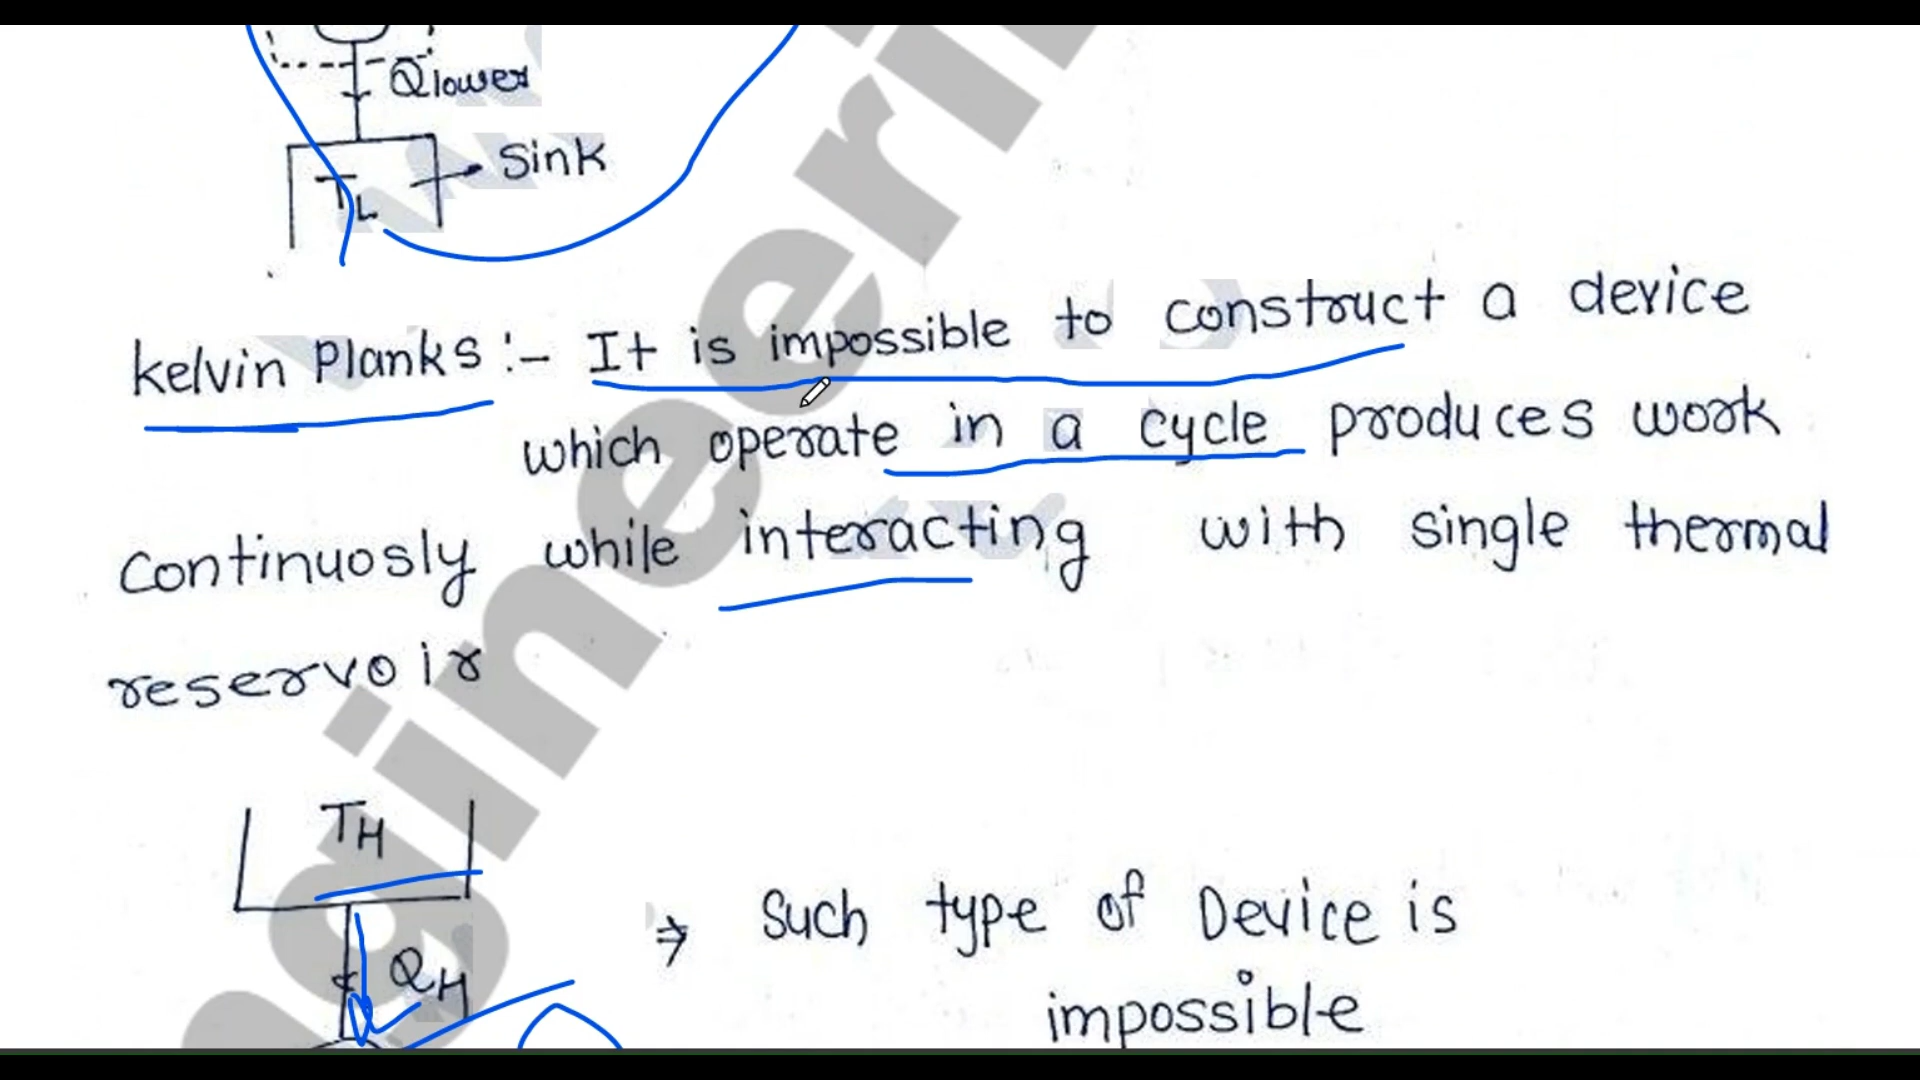 Qlower
Sink
TL
kelvin Planks :- It is impossible to construct a device
which operate in a cycle produces work
continuosly while interacting with single thermal
reservoir
TH
⇒ Such type of Device is
QH
impossible